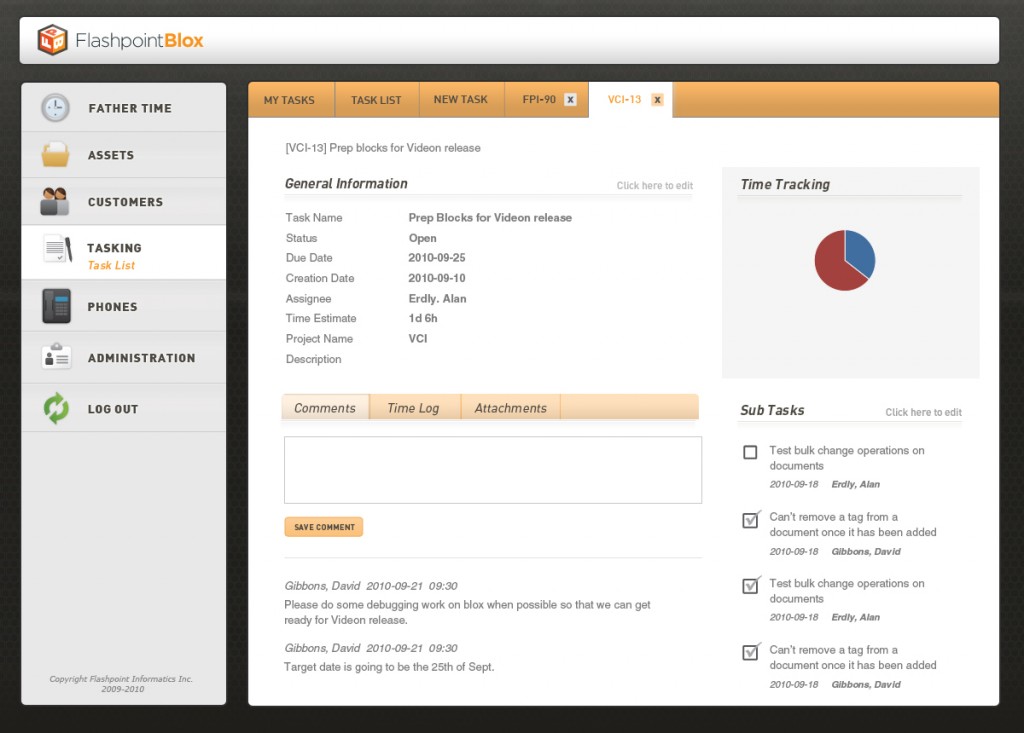 FlashpointBlox
FATHER TIME
ASSETS
CUSTOMERS
TASKING
Task List
PHONES
ADMINISTRATION
LOG OUT
Copyright Flashpoint Informatics Inc.
2009-2010
MY TASKS
TASK LIST
NEW TASK
FPI-90 x
VCI-13 x
[VCI-13] Prep blocks for Videon release
General Information
Click here to edit
Task Name Prep Blocks for Videon release
Status Open
Due Date 2010-09-25
Creation Date 2010-09-10
Assignee Erdly. Alan
Time Estimate 1d 6h
Project Name VCI
Description
Comments
Time Log
Attachments
SAVE COMMENT
Gibbons, David 2010-09-21 09:30
Please do some debugging work on blox when possible so that we can get
ready for Videon release.
Gibbons, David 2010-09-21 09:30
Target date is going to be the 25th of Sept.
Time Tracking
Sub Tasks
Click here to edit
Test bulk change operations on
documents
2010-09-18 Erdly, Alan
Can't remove a tag from a
document once it has been added
2010-09-18 Gibbons, David
Test bulk change operations on
documents
2010-09-18 Erdly, Alan
Can't remove a tag from a
document once it has been added
2010-09-18 Gibbons, David